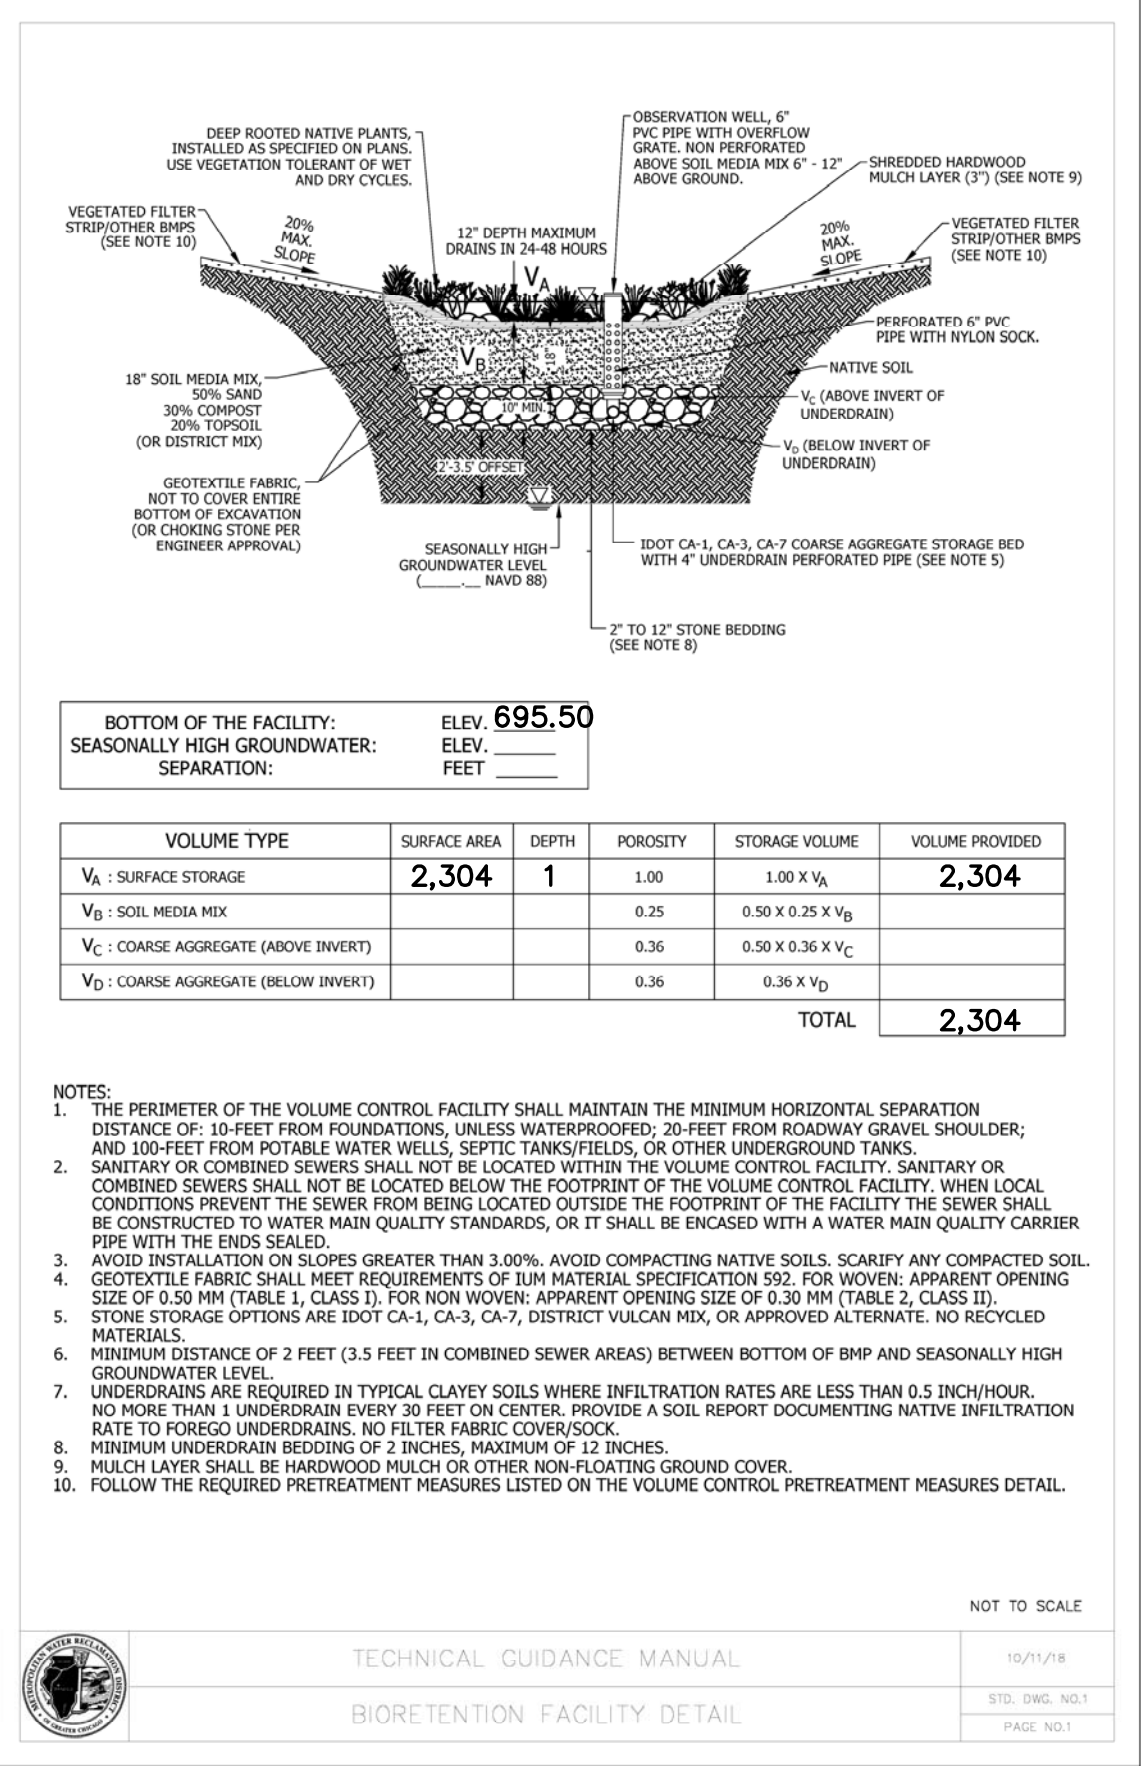 OBSERVATION WELL, 6"
PVC PIPE WITH OVERFLOW
GRATE. NON PERFORATED
ABOVE SOIL MEDIA MIX 6" - 12"
ABOVE GROUND.
DEEP ROOTED NATIVE PLANTS,
INSTALLED AS SPECIFIED ON PLANS.
USE VEGETATION TOLERANT OF WET
AND DRY CYCLES.
SHREDDED HARDWOOD
MULCH LAYER (3") (SEE NOTE 9)
VEGETATED FILTER
STRIP/OTHER BMPS
(SEE NOTE 10)
20%
MAX.
SLOPE
12" DEPTH MAXIMUM
DRAINS IN 24-48 HOURS
20%
MAX.
SLOPE
VEGETATED FILTER
STRIP/OTHER BMPS
(SEE NOTE 10)
VA
PERFORATED 6" PVC
PIPE WITH NYLON SOCK.
VB
18"
NATIVE SOIL
18" SOIL MEDIA MIX,
50% SAND
30% COMPOST
20% TOPSOIL
(OR DISTRICT MIX)
10" MIN.
VC (ABOVE INVERT OF
UNDERDRAIN)
VD (BELOW INVERT OF
UNDERDRAIN)
2'-3.5' OFFSET
GEOTEXTILE FABRIC,
NOT TO COVER ENTIRE
BOTTOM OF EXCAVATION
(OR CHOKING STONE PER
ENGINEER APPROVAL)
SEASONALLY HIGH
GROUNDWATER LEVEL
(_____.__ NAVD 88)
IDOT CA-1, CA-3, CA-7 COARSE AGGREGATE STORAGE BED
WITH 4" UNDERDRAIN PERFORATED PIPE (SEE NOTE 5)
2" TO 12" STONE BEDDING
(SEE NOTE 8)
BOTTOM OF THE FACILITY: ELEV. 695.50
SEASONALLY HIGH GROUNDWATER: ELEV. ______
SEPARATION: FEET ______
VOLUME TYPE SURFACE AREA DEPTH POROSITY STORAGE VOLUME VOLUME PROVIDED
VA : SURFACE STORAGE 2,304 1 1.00 1.00 X VA 2,304
VB : SOIL MEDIA MIX 0.25 0.50 X 0.25 X VB
VC : COARSE AGGREGATE (ABOVE INVERT) 0.36 0.50 X 0.36 X VC
VD : COARSE AGGREGATE (BELOW INVERT) 0.36 0.36 X VD
TOTAL 2,304
NOTES:
1. THE PERIMETER OF THE VOLUME CONTROL FACILITY SHALL MAINTAIN THE MINIMUM HORIZONTAL SEPARATION
DISTANCE OF: 10-FEET FROM FOUNDATIONS, UNLESS WATERPROOFED; 20-FEET FROM ROADWAY GRAVEL SHOULDER;
AND 100-FEET FROM POTABLE WATER WELLS, SEPTIC TANKS/FIELDS, OR OTHER UNDERGROUND TANKS.
2. SANITARY OR COMBINED SEWERS SHALL NOT BE LOCATED WITHIN THE VOLUME CONTROL FACILITY. SANITARY OR
COMBINED SEWERS SHALL NOT BE LOCATED BELOW THE FOOTPRINT OF THE VOLUME CONTROL FACILITY. WHEN LOCAL
CONDITIONS PREVENT THE SEWER FROM BEING LOCATED OUTSIDE THE FOOTPRINT OF THE FACILITY THE SEWER SHALL
BE CONSTRUCTED TO WATER MAIN QUALITY STANDARDS, OR IT SHALL BE ENCASED WITH A WATER MAIN QUALITY CARRIER
PIPE WITH THE ENDS SEALED.
3. AVOID INSTALLATION ON SLOPES GREATER THAN 3.00%. AVOID COMPACTING NATIVE SOILS. SCARIFY ANY COMPACTED SOIL.
4. GEOTEXTILE FABRIC SHALL MEET REQUIREMENTS OF IUM MATERIAL SPECIFICATION 592. FOR WOVEN: APPARENT OPENING
SIZE OF 0.50 MM (TABLE 1, CLASS I). FOR NON WOVEN: APPARENT OPENING SIZE OF 0.30 MM (TABLE 2, CLASS II).
5. STONE STORAGE OPTIONS ARE IDOT CA-1, CA-3, CA-7, DISTRICT VULCAN MIX, OR APPROVED ALTERNATE. NO RECYCLED
MATERIALS.
6. MINIMUM DISTANCE OF 2 FEET (3.5 FEET IN COMBINED SEWER AREAS) BETWEEN BOTTOM OF BMP AND SEASONALLY HIGH
GROUNDWATER LEVEL.
7. UNDERDRAINS ARE REQUIRED IN TYPICAL CLAYEY SOILS WHERE INFILTRATION RATES ARE LESS THAN 0.5 INCH/HOUR.
NO MORE THAN 1 UNDERDRAIN EVERY 30 FEET ON CENTER. PROVIDE A SOIL REPORT DOCUMENTING NATIVE INFILTRATION
RATE TO FOREGO UNDERDRAINS. NO FILTER FABRIC COVER/SOCK.
8. MINIMUM UNDERDRAIN BEDDING OF 2 INCHES, MAXIMUM OF 12 INCHES.
9. MULCH LAYER SHALL BE HARDWOOD MULCH OR OTHER NON-FLOATING GROUND COVER.
10. FOLLOW THE REQUIRED PRETREATMENT MEASURES LISTED ON THE VOLUME CONTROL PRETREATMENT MEASURES DETAIL.
NOT TO SCALE
METROPOLITAN WATER RECLAMATION DISTRICT
OF GREATER CHICAGO
TECHNICAL GUIDANCE MANUAL
10/11/18
BIORETENTION FACILITY DETAIL
STD. DWG. NO.1
PAGE NO.1